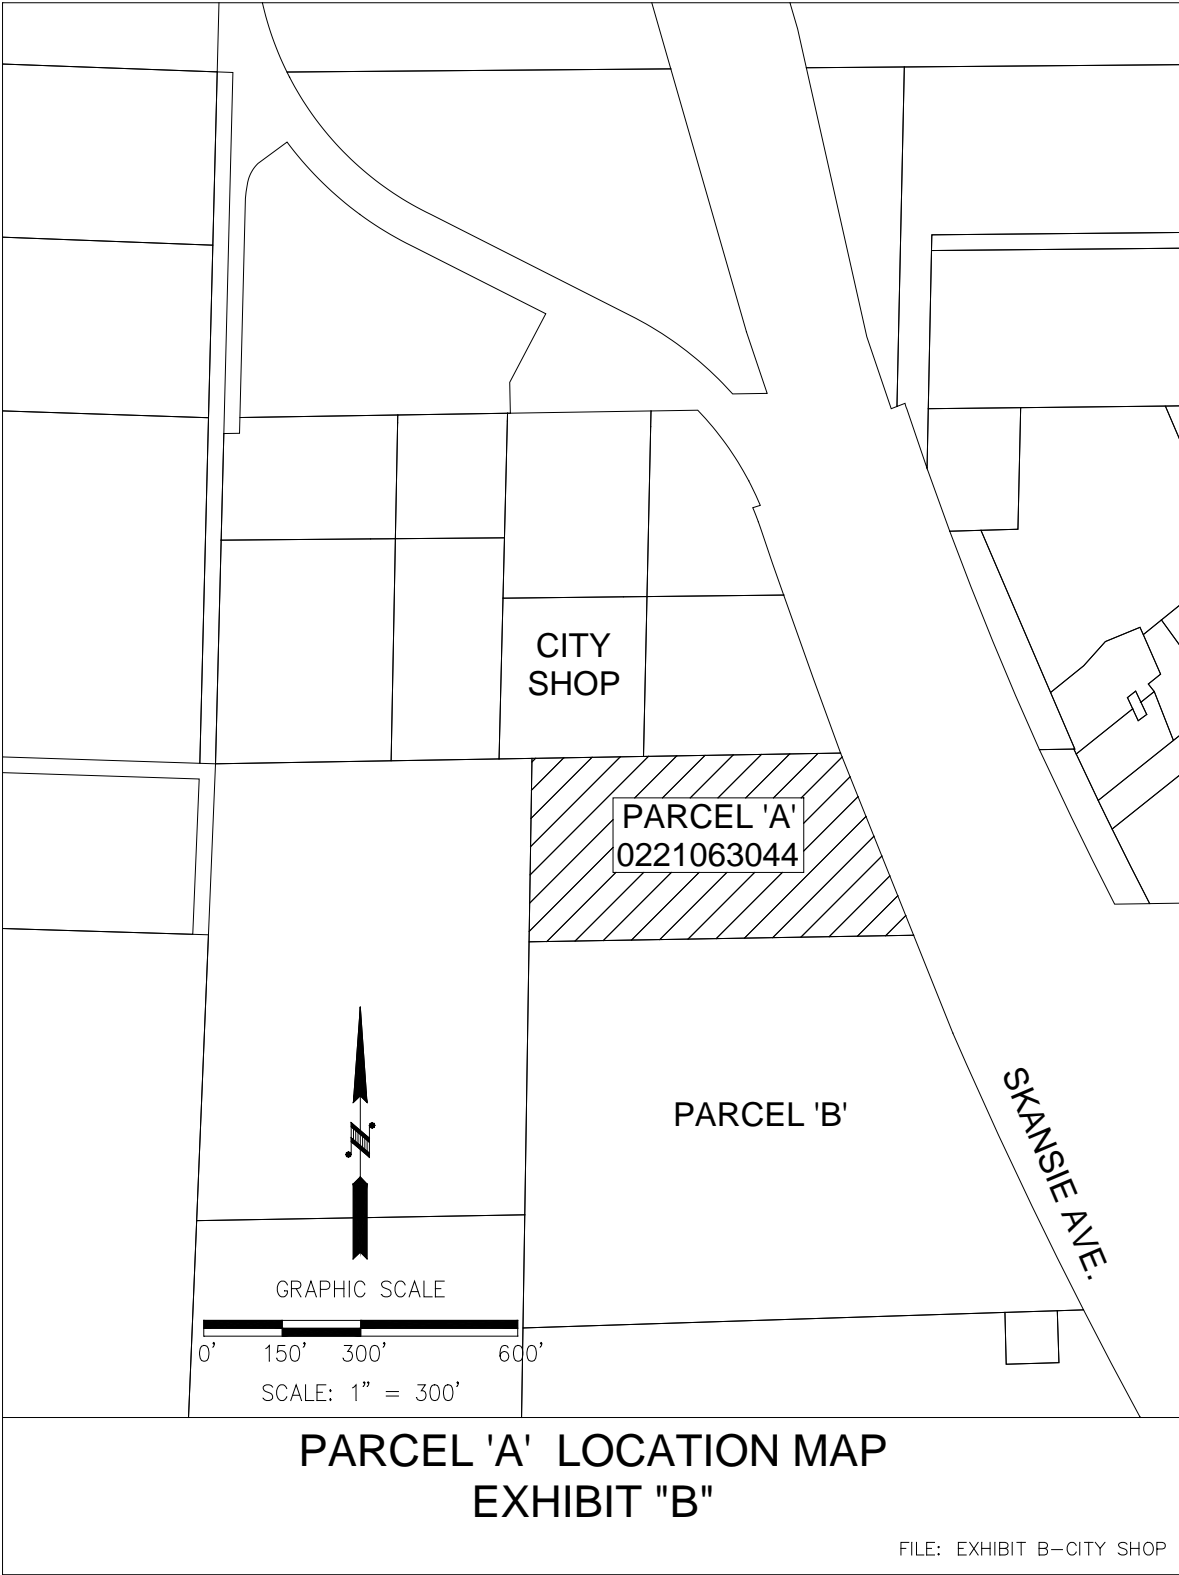 CITY
SHOP
PARCEL 'A'
0221063044
PARCEL 'B'
SKANSIE AVE.
N
GRAPHIC SCALE
0' 150' 300' 600'
SCALE: 1" = 300'
PARCEL 'A' LOCATION MAP
EXHIBIT "B"
FILE: EXHIBIT B-CITY SHOP